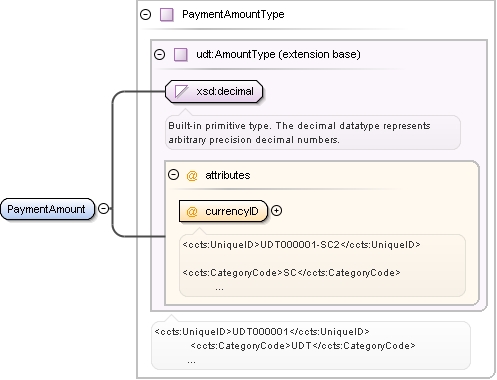 PaymentAmountType
udt:AmountType (extension base)
xsd:decimal
Built-in primitive type. The decimal datatype represents
arbitrary precision decimal numbers.
@ attributes
PaymentAmount
@ currencyID
<ccts:UniqueID>UDT000001-SC2</ccts:UniqueID>
<ccts:CategoryCode>SC</ccts:CategoryCode>
...
<ccts:UniqueID>UDT000001</ccts:UniqueID>
<ccts:CategoryCode>UDT</ccts:CategoryCode>
...